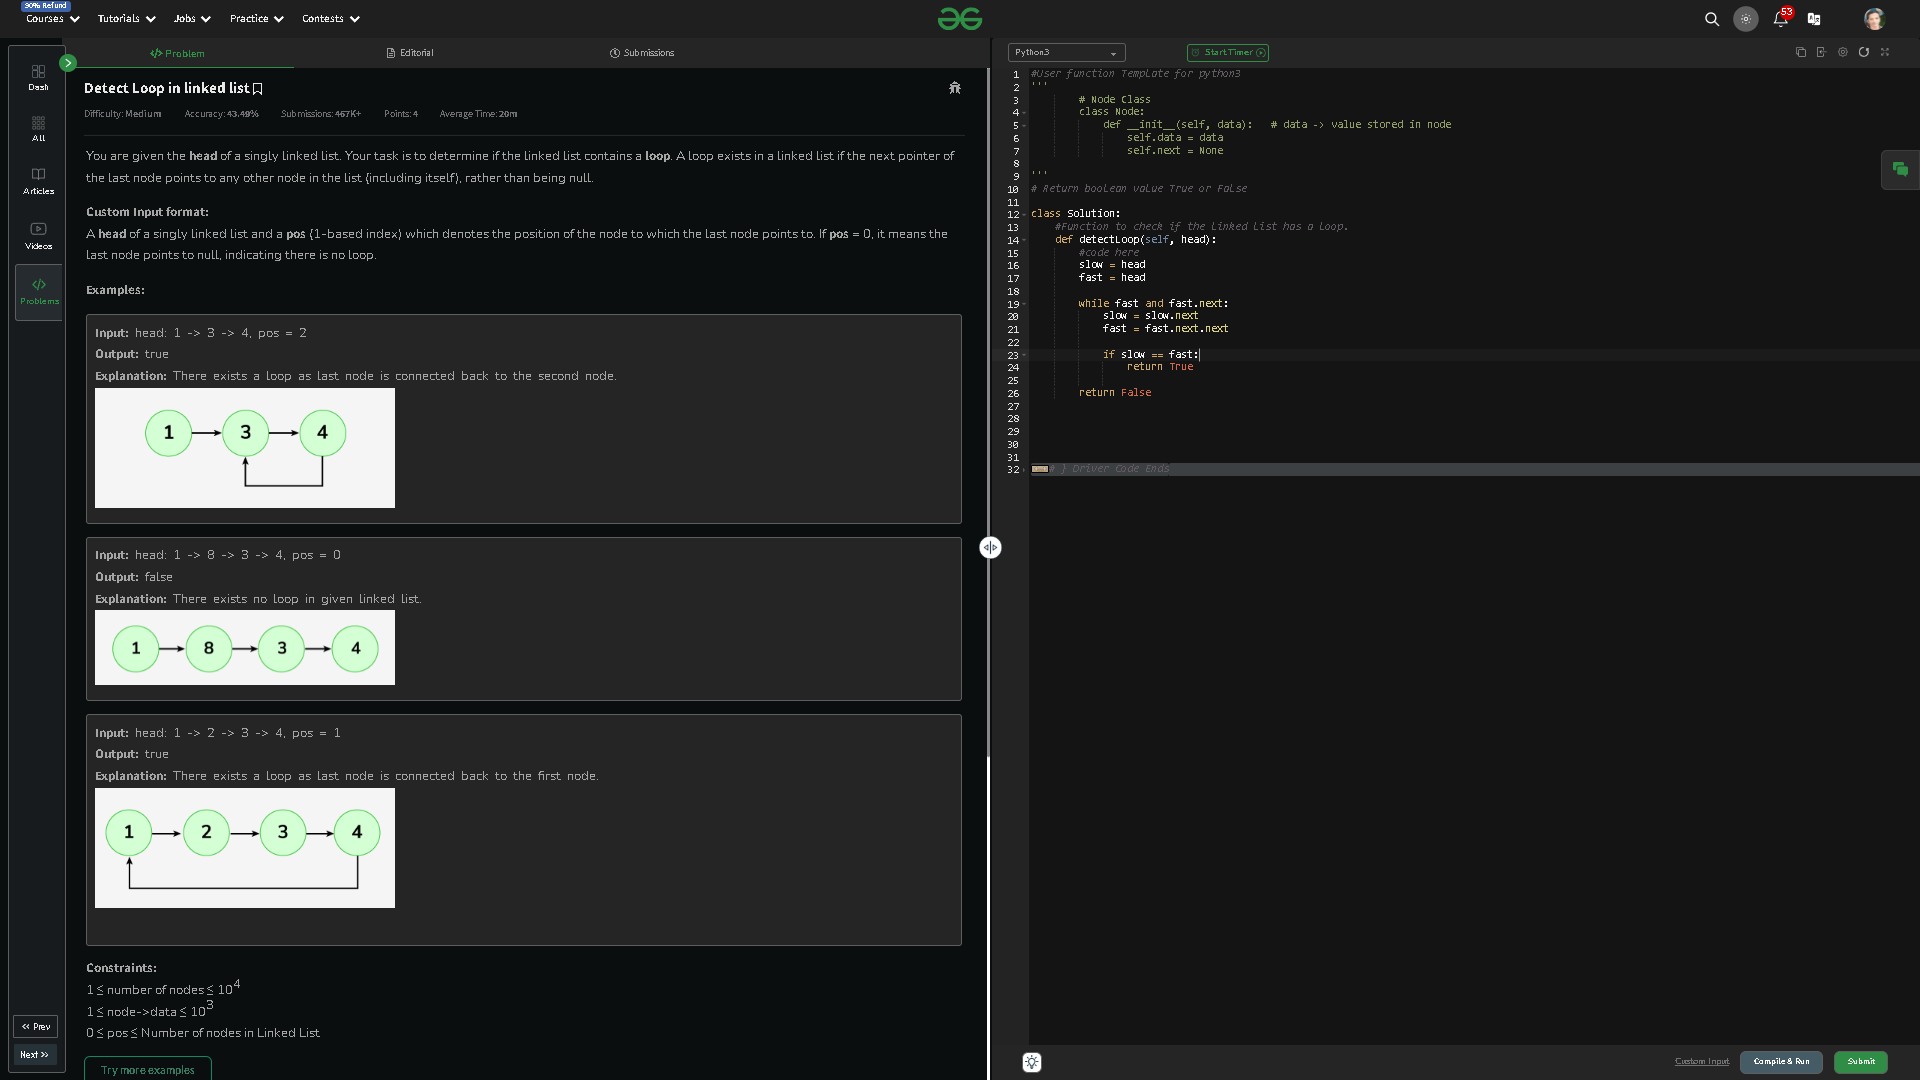 90% Refund
Courses
Tutorials
Jobs
Practice
Contests
53
Dash
All
Articles
Videos
</> Problems
<< Prev
Next >>
</> Problem
Editorial
Submissions
Detect Loop in linked list
Difficulty: Medium Accuracy: 43.49% Submissions: 467K+ Points: 4 Average Time: 20m
You are given the head of a singly linked list. Your task is to determine if the linked list contains a loop. A loop exists in a linked list if the next pointer of
the last node points to any other node in the list (including itself), rather than being null.
Custom Input format:
A head of a singly linked list and a pos (1-based index) which denotes the position of the node to which the last node points to. If pos = 0, it means the
last node points to null, indicating there is no loop.
Examples:
Input: head: 1 -> 3 -> 4, pos = 2
Output: true
Explanation: There exists a loop as last node is connected back to the second node.
1 3 4
Input: head: 1 -> 8 -> 3 -> 4, pos = 0
Output: false
Explanation: There exists no loop in given linked list.
1 8 3 4
Input: head: 1 -> 2 -> 3 -> 4, pos = 1
Output: true
Explanation: There exists a loop as last node is connected back to the first node.
1 2 3 4
Constraints:
1 ≤ number of nodes ≤ 10^4
1 ≤ node->data ≤ 10^3
0 ≤ pos ≤ Number of nodes in Linked List
Try more examples
Python3
Start Timer
1 #User function Template for python3
2 '''
3 # Node Class
4 class Node:
5 def __init__(self, data): # data -> value stored in node
6 self.data = data
7 self.next = None
8
9 '''
10 # Return boolean value True or False
11
12 class Solution:
13 #Function to check if the linked list has a loop.
14 def detectLoop(self, head):
15 #code here
16 slow = head
17 fast = head
18
19 while fast and fast.next:
20 slow = slow.next
21 fast = fast.next.next
22
23 if slow == fast:
24 return True
25
26 return False
27
28
29
30
31
32 # } Driver Code Ends
Custom Input
Compile & Run
Submit